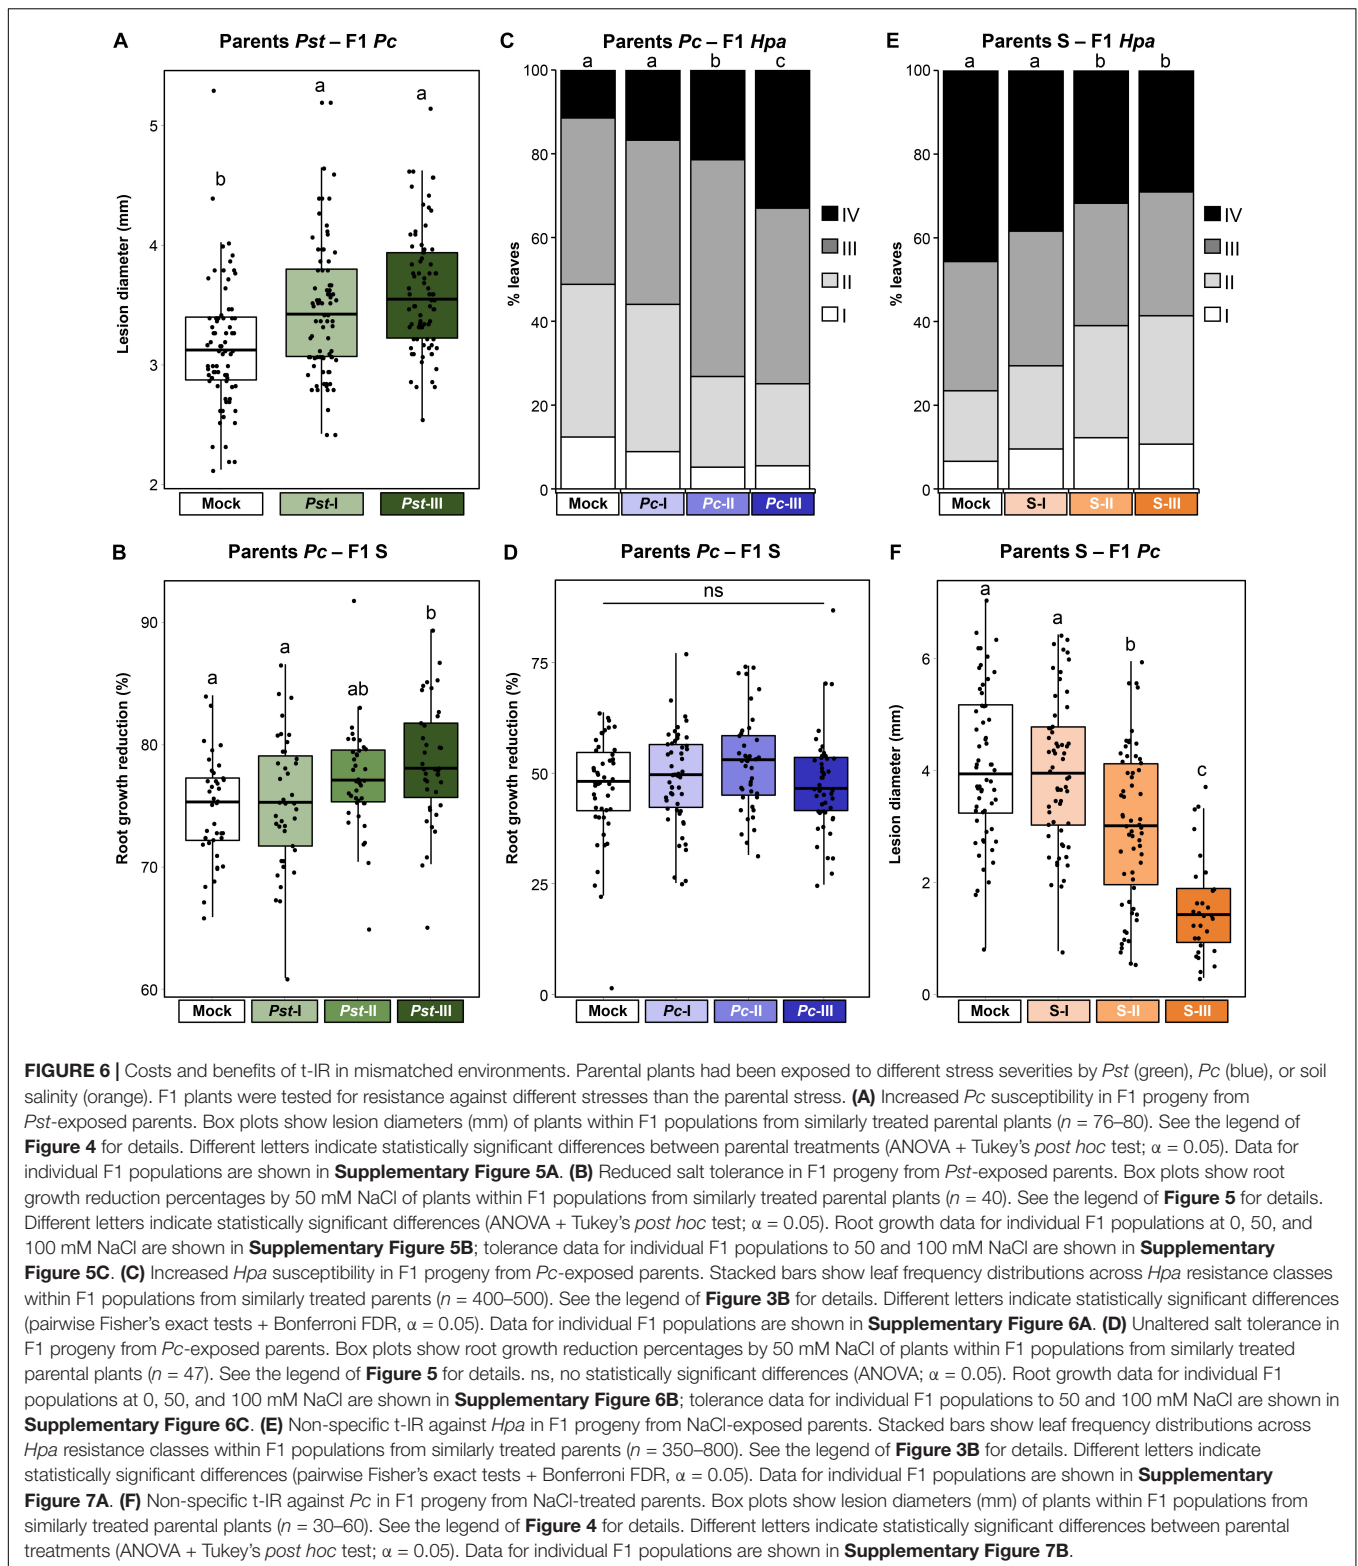 A
Parents Pst – F1 Pc
a
a
b
5
4
3
2
Lesion diameter (mm)
Mock
Pst-I
Pst-III
C
Parents Pc – F1 Hpa
a
a
b
c
100
80
60
40
20
0
% leaves
IV
III
II
I
Mock
Pc-I
Pc-II
Pc-III
E
Parents S – F1 Hpa
a
a
b
b
100
80
60
40
20
0
% leaves
IV
III
II
I
Mock
S-I
S-II
S-III
B
Parents Pc – F1 S
a
a
ab
b
90
80
70
60
Root growth reduction (%)
Mock
Pst-I
Pst-II
Pst-III
D
Parents Pc – F1 S
ns
75
50
25
0
Root growth reduction (%)
Mock
Pc-I
Pc-II
Pc-III
F
Parents S – F1 Pc
a
a
b
c
6
4
2
0
Lesion diameter (mm)
Mock
S-I
S-II
S-III
FIGURE 6 | Costs and benefits of t-IR in mismatched environments. Parental plants had been exposed to different stress severities by Pst (green), Pc (blue), or soil
salinity (orange). F1 plants were tested for resistance against different stresses than the parental stress. (A) Increased Pc susceptibility in F1 progeny from
Pst-exposed parents. Box plots show lesion diameters (mm) of plants within F1 populations from similarly treated parental plants (n = 76–80). See the legend of
Figure 4 for details. Different letters indicate statistically significant differences between parental treatments (ANOVA + Tukey's post hoc test; α = 0.05). Data for
individual F1 populations are shown in Supplementary Figure 5A. (B) Reduced salt tolerance in F1 progeny from Pst-exposed parents. Box plots show root
growth reduction percentages by 50 mM NaCl of plants within F1 populations from similarly treated parental plants (n = 40). See the legend of Figure 5 for details.
Different letters indicate statistically significant differences (ANOVA + Tukey's post hoc test; α = 0.05). Root growth data for individual F1 populations at 0, 50, and
100 mM NaCl are shown in Supplementary Figure 5B; tolerance data for individual F1 populations to 50 and 100 mM NaCl are shown in Supplementary
Figure 5C. (C) Increased Hpa susceptibility in F1 progeny from Pc-exposed parents. Stacked bars show leaf frequency distributions across Hpa resistance classes
within F1 populations from similarly treated parents (n = 400–500). See the legend of Figure 3B for details. Different letters indicate statistically significant differences
(pairwise Fisher's exact tests + Bonferroni FDR, α = 0.05). Data for individual F1 populations are shown in Supplementary Figure 6A. (D) Unaltered salt tolerance in
F1 progeny from Pc-exposed parents. Box plots show root growth reduction percentages by 50 mM NaCl of plants within F1 populations from similarly treated
parental plants (n = 47). See the legend of Figure 5 for details. ns, no statistically significant differences (ANOVA; α = 0.05). Root growth data for individual F1
populations at 0, 50, and 100 mM NaCl are shown in Supplementary Figure 6B; tolerance data for individual F1 populations to 50 and 100 mM NaCl are shown in
Supplementary Figure 6C. (E) Non-specific t-IR against Hpa in F1 progeny from NaCl-exposed parents. Stacked bars show leaf frequency distributions across
Hpa resistance classes within F1 populations from similarly treated parents (n = 350–800). See the legend of Figure 3B for details. Different letters indicate
statistically significant differences (pairwise Fisher's exact tests + Bonferroni FDR, α = 0.05). Data for individual F1 populations are shown in Supplementary
Figure 7A. (F) Non-specific t-IR against Pc in F1 progeny from NaCl-treated parents. Box plots show lesion diameters (mm) of plants within F1 populations from
similarly treated parental plants (n = 30–60). See the legend of Figure 4 for details. Different letters indicate statistically significant differences between parental
treatments (ANOVA + Tukey's post hoc test; α = 0.05). Data for individual F1 populations are shown in Supplementary Figure 7B.